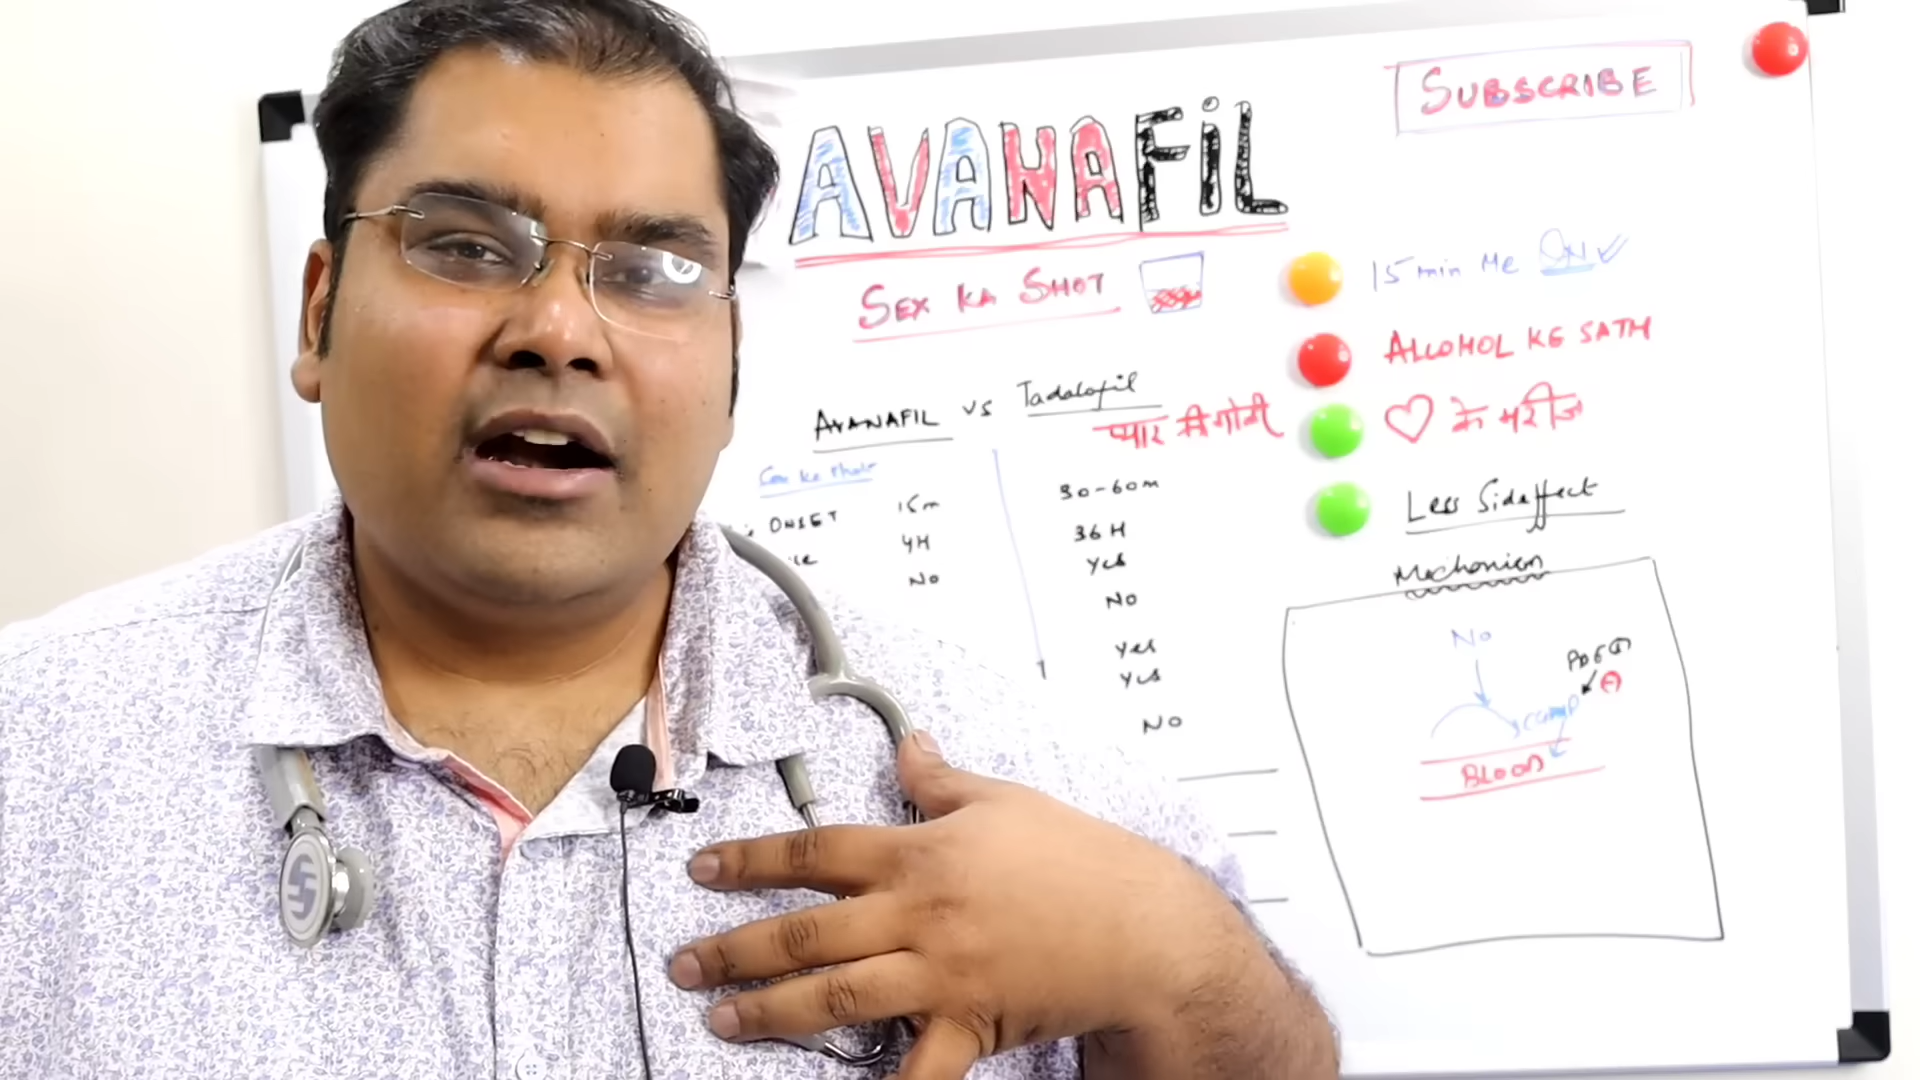 SUBSCRIBE
AVANAFiL
SEX KA SHOT
15 min Me ON ✓
ALCOHOL KE SATH
♡ के मरीज
Less Sideffect
AVANAFIL vs Tadalafil
प्यार की गोली
ONSET 15m 30-60m
4H 36H
No Yes
No
Yes
Yes
No
Mechanism
No
PDE5
CGMP
BLOOD